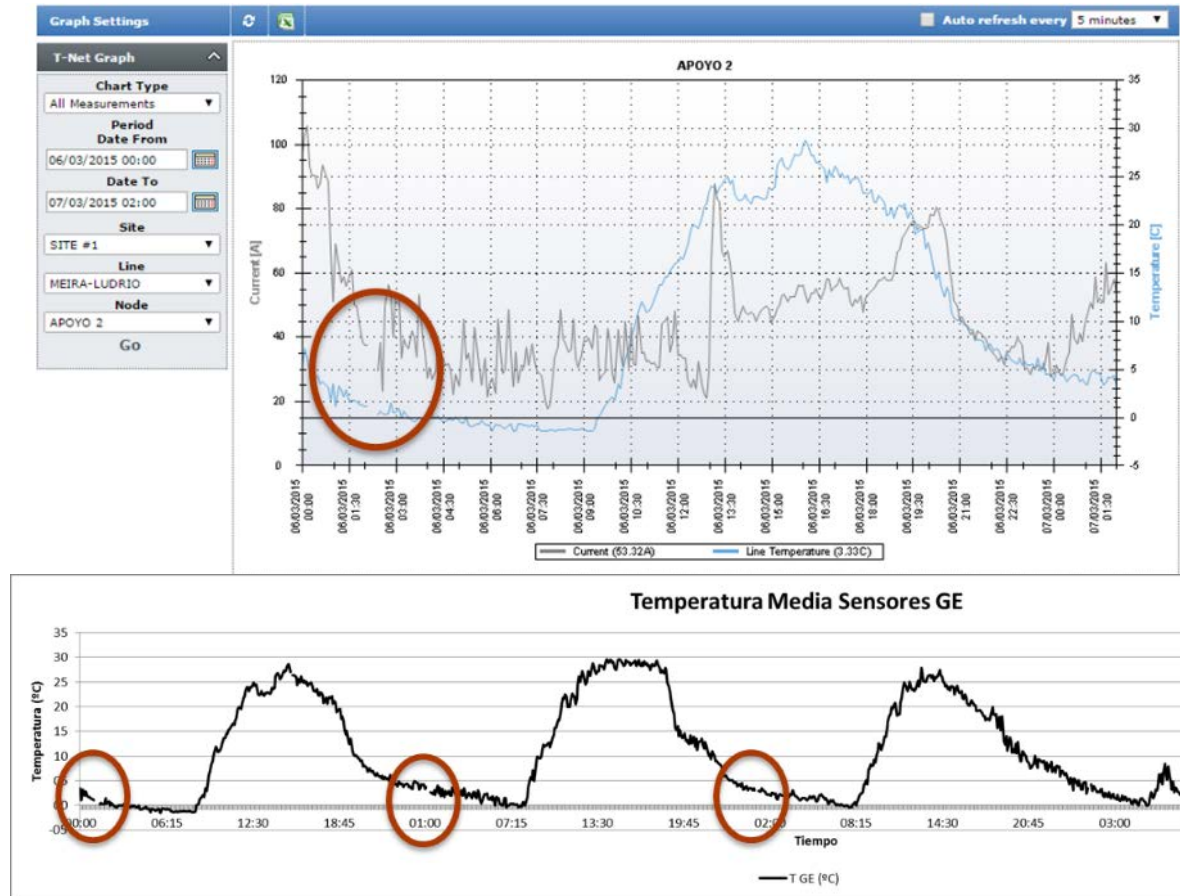 Graph Settings
Auto refresh every 5 minutes
T-Net Graph
Chart Type
All Measurements
Period
Date From
06/03/2015 00:00
Date To
07/03/2015 02:00
Site
SITE #1
Line
MEIRA-LUDRIO
Node
APOYO 2
Go
APOYO 2
120
100
80
60
40
20
0
Current [A]
35
30
25
20
15
10
5
0
-5
Temperature [C]
06/03/2015 00:00
06/03/2015 01:30
06/03/2015 03:00
06/03/2015 04:30
06/03/2015 06:00
06/03/2015 07:30
06/03/2015 09:00
06/03/2015 10:30
06/03/2015 12:00
06/03/2015 13:30
06/03/2015 15:00
06/03/2015 16:30
06/03/2015 18:00
06/03/2015 19:30
06/03/2015 21:00
06/03/2015 22:30
07/03/2015 00:00
07/03/2015 01:30
Current (53.32A) Line Temperature (3.33C)
Temperatura Media Sensores GE
35
30
25
20
15
10
05
00
-05
Temperatura (ºC)
00:00 06:15 12:30 18:45 01:00 07:15 13:30 19:45 02:00 08:15 14:30 20:45 03:00
Tiempo
T GE (ºC)